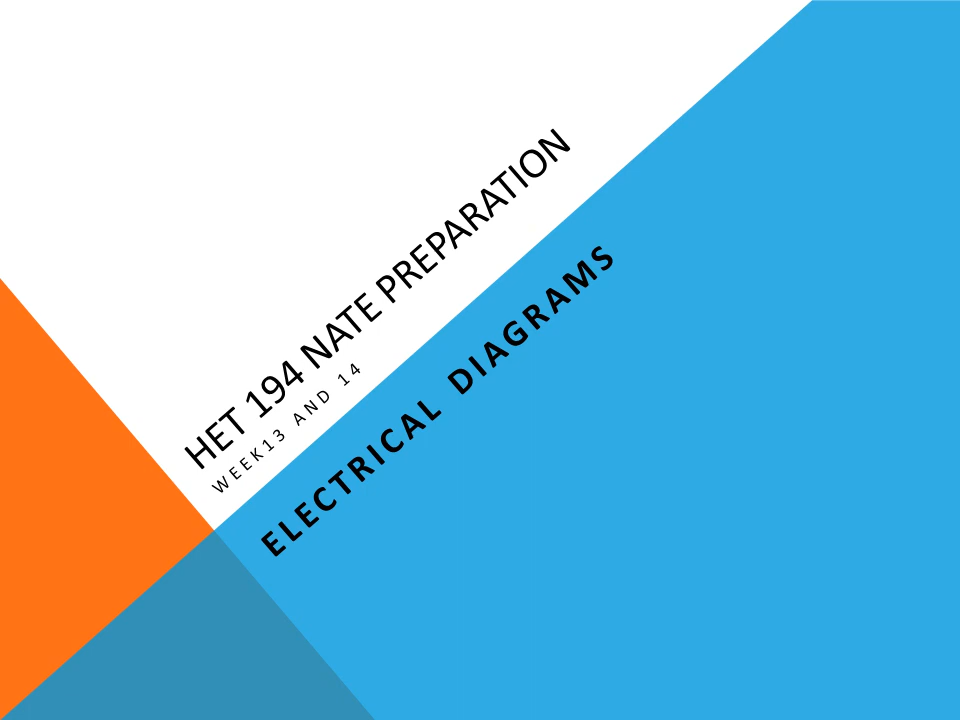 HET 194 NATE PREPARATION
WEEK13 AND 14
ELECTRICAL DIAGRAMS